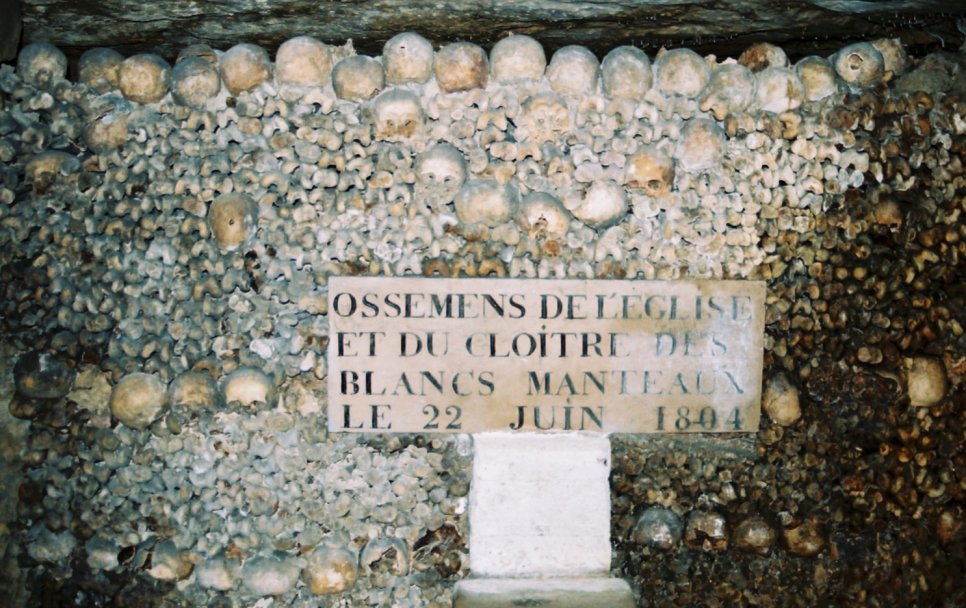 OSSEMENS DE L'EGLISE
ET DU CLOITRE DES
BLANCS MANTEAUX
LE 22 JUIN 1804